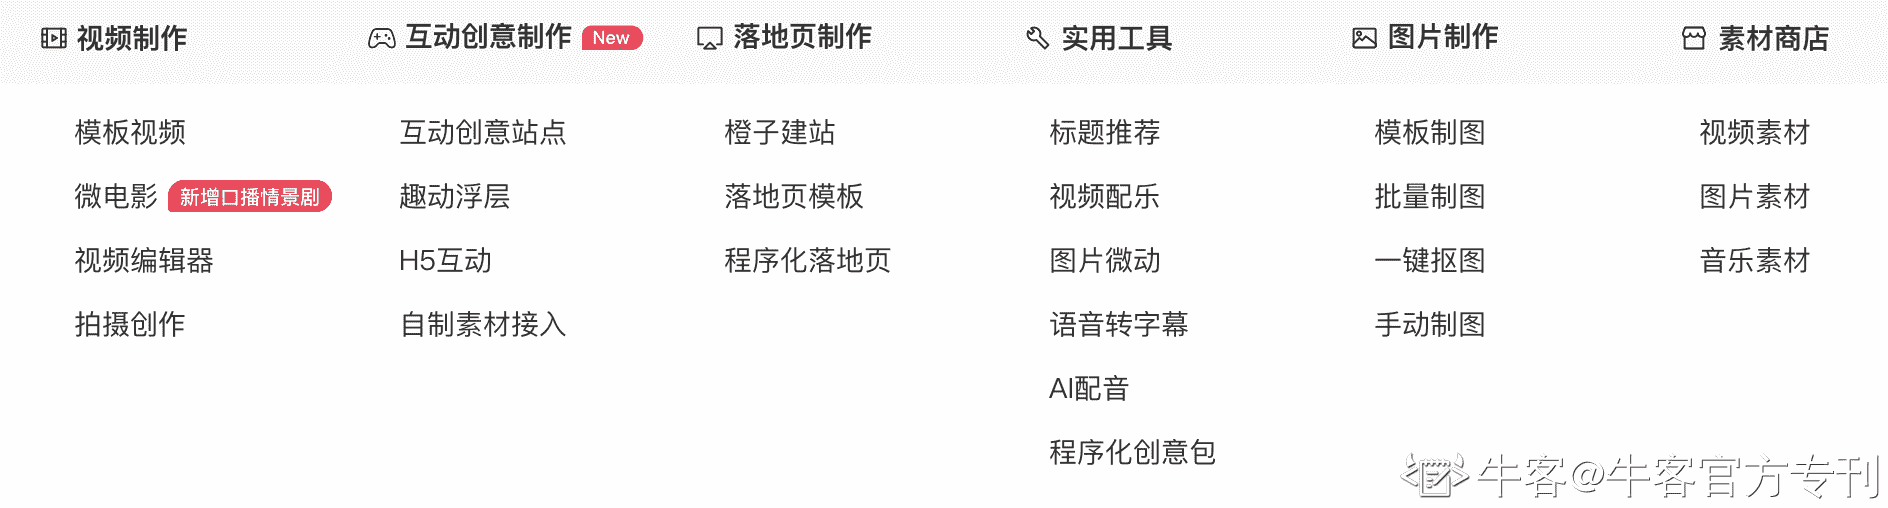 视频制作 互动创意制作 New 落地页制作 实用工具 图片制作 素材商店
模板视频 互动创意站点 橙子建站 标题推荐 模板制图 视频素材
微电影 新增口播情景剧 趣动浮层 落地页模板 视频配乐 批量制图 图片素材
视频编辑器 H5互动 程序化落地页 图片微动 一键抠图 音乐素材
拍摄创作 自制素材接入 语音转字幕 手动制图
AI配音
程序化创意包
牛客@牛客官方专刊